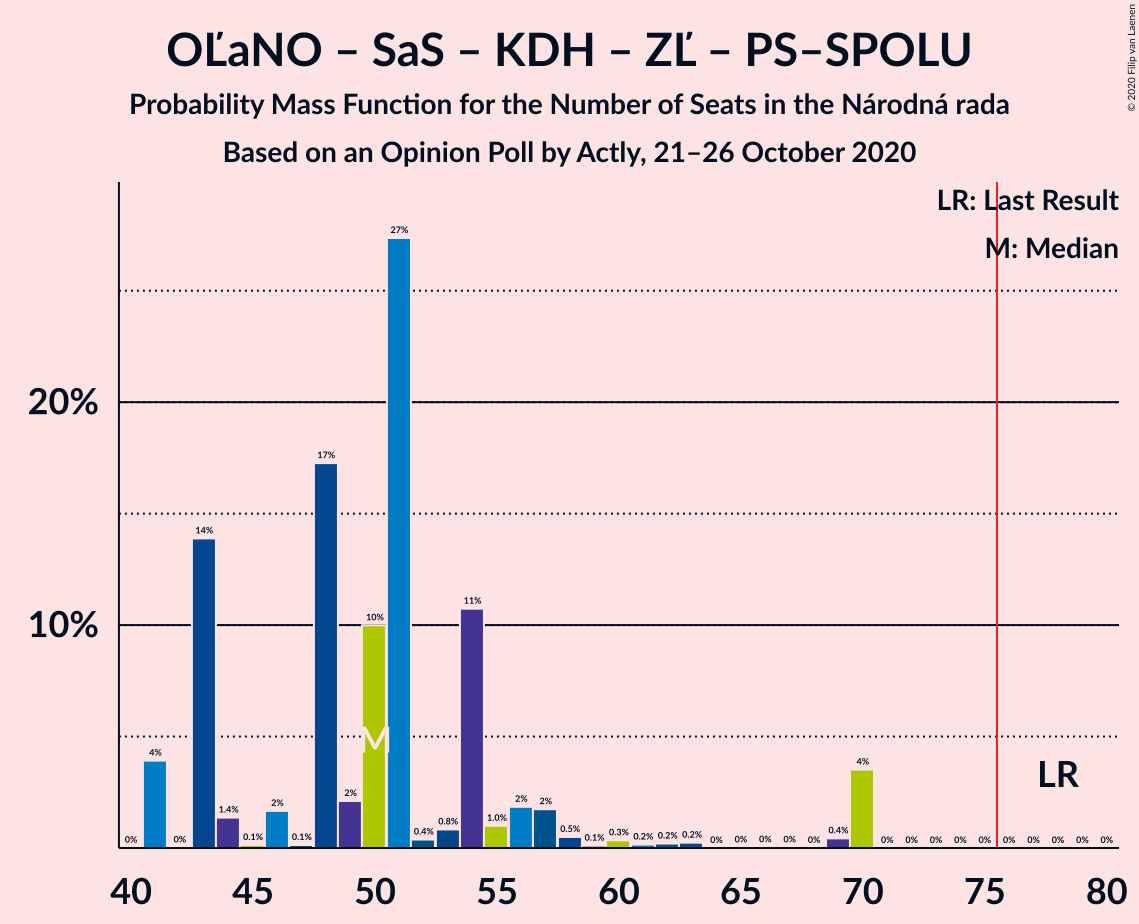 OĽaNO – SaS – KDH – ZĽ – PS–SPOLU
Probability Mass Function for the Number of Seats in the Národná rada
Based on an Opinion Poll by Actly, 21–26 October 2020
© 2020 Filip van Laenen
LR: Last Result
M: Median
20%
10%
0% 4% 0% 14% 1.4% 0.1% 2% 0.1% 17% 2% 10% 27% 0.4% 0.8% 11% 1.0% 2% 2% 0.5% 0.1% 0.3% 0.2% 0.2% 0.2% 0% 0% 0% 0% 0% 0.4% 4% 0% 0% 0% 0% 0% 0% 0% 0% 0% 0%
M
LR
40 45 50 55 60 65 70 75 80